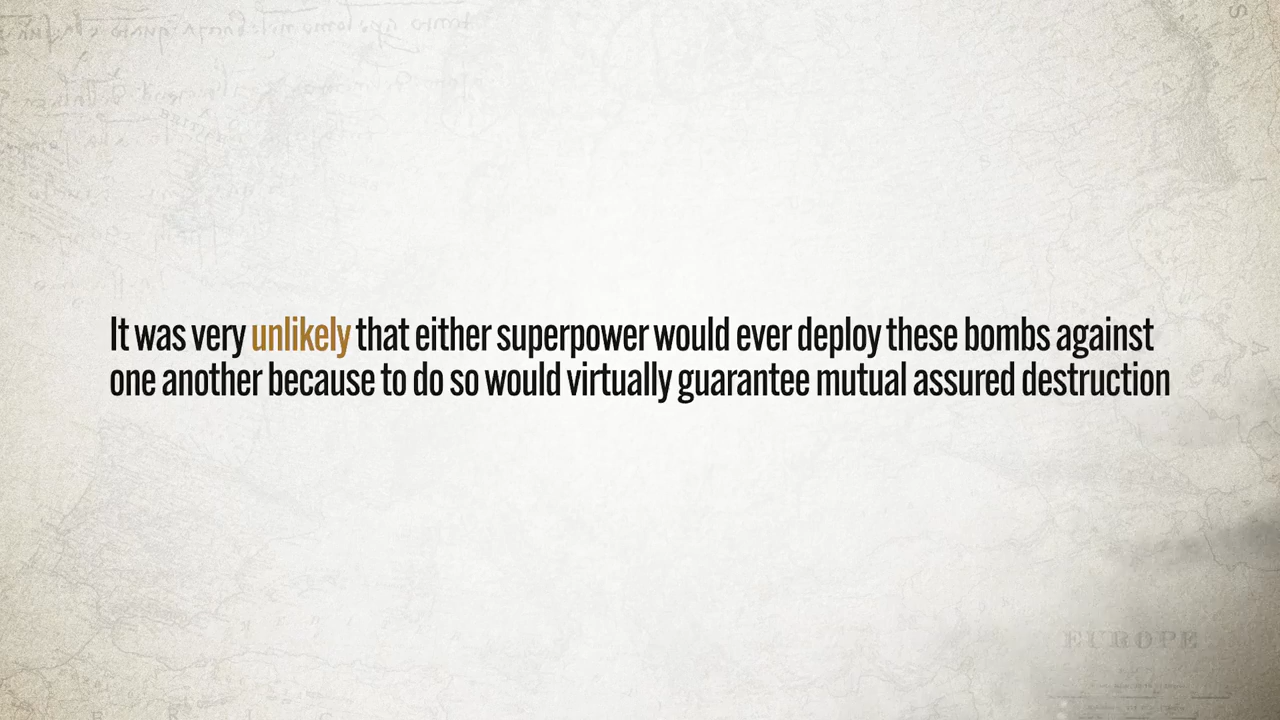 It was very unlikely that either superpower would ever deploy these bombs against
one another because to do so would virtually guarantee mutual assured destruction
EUROPE